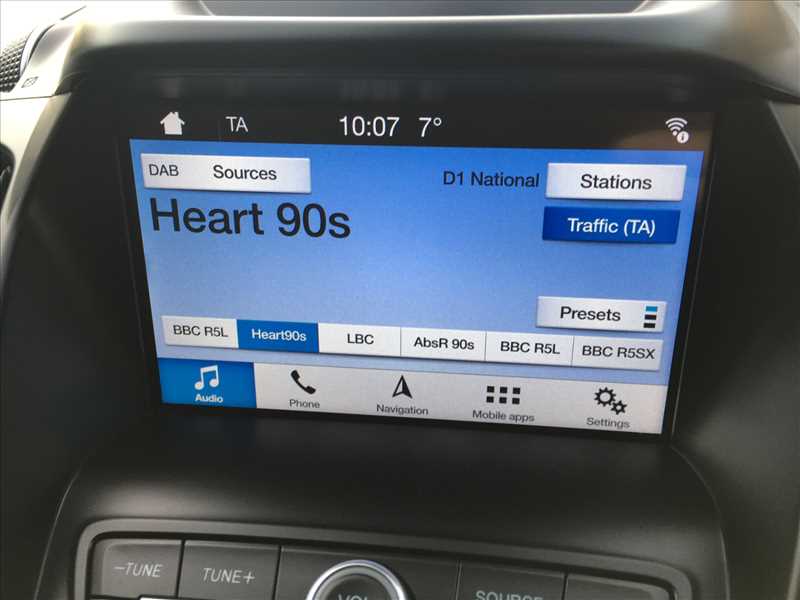 TA 10:07 7°
DAB Sources D1 National Stations
Heart 90s Traffic (TA)
Presets
BBC R5L Heart90s LBC AbsR 90s BBC R5L BBC R5SX
Audio Phone Navigation Mobile apps Settings
-TUNE TUNE+ VOL SOURCE